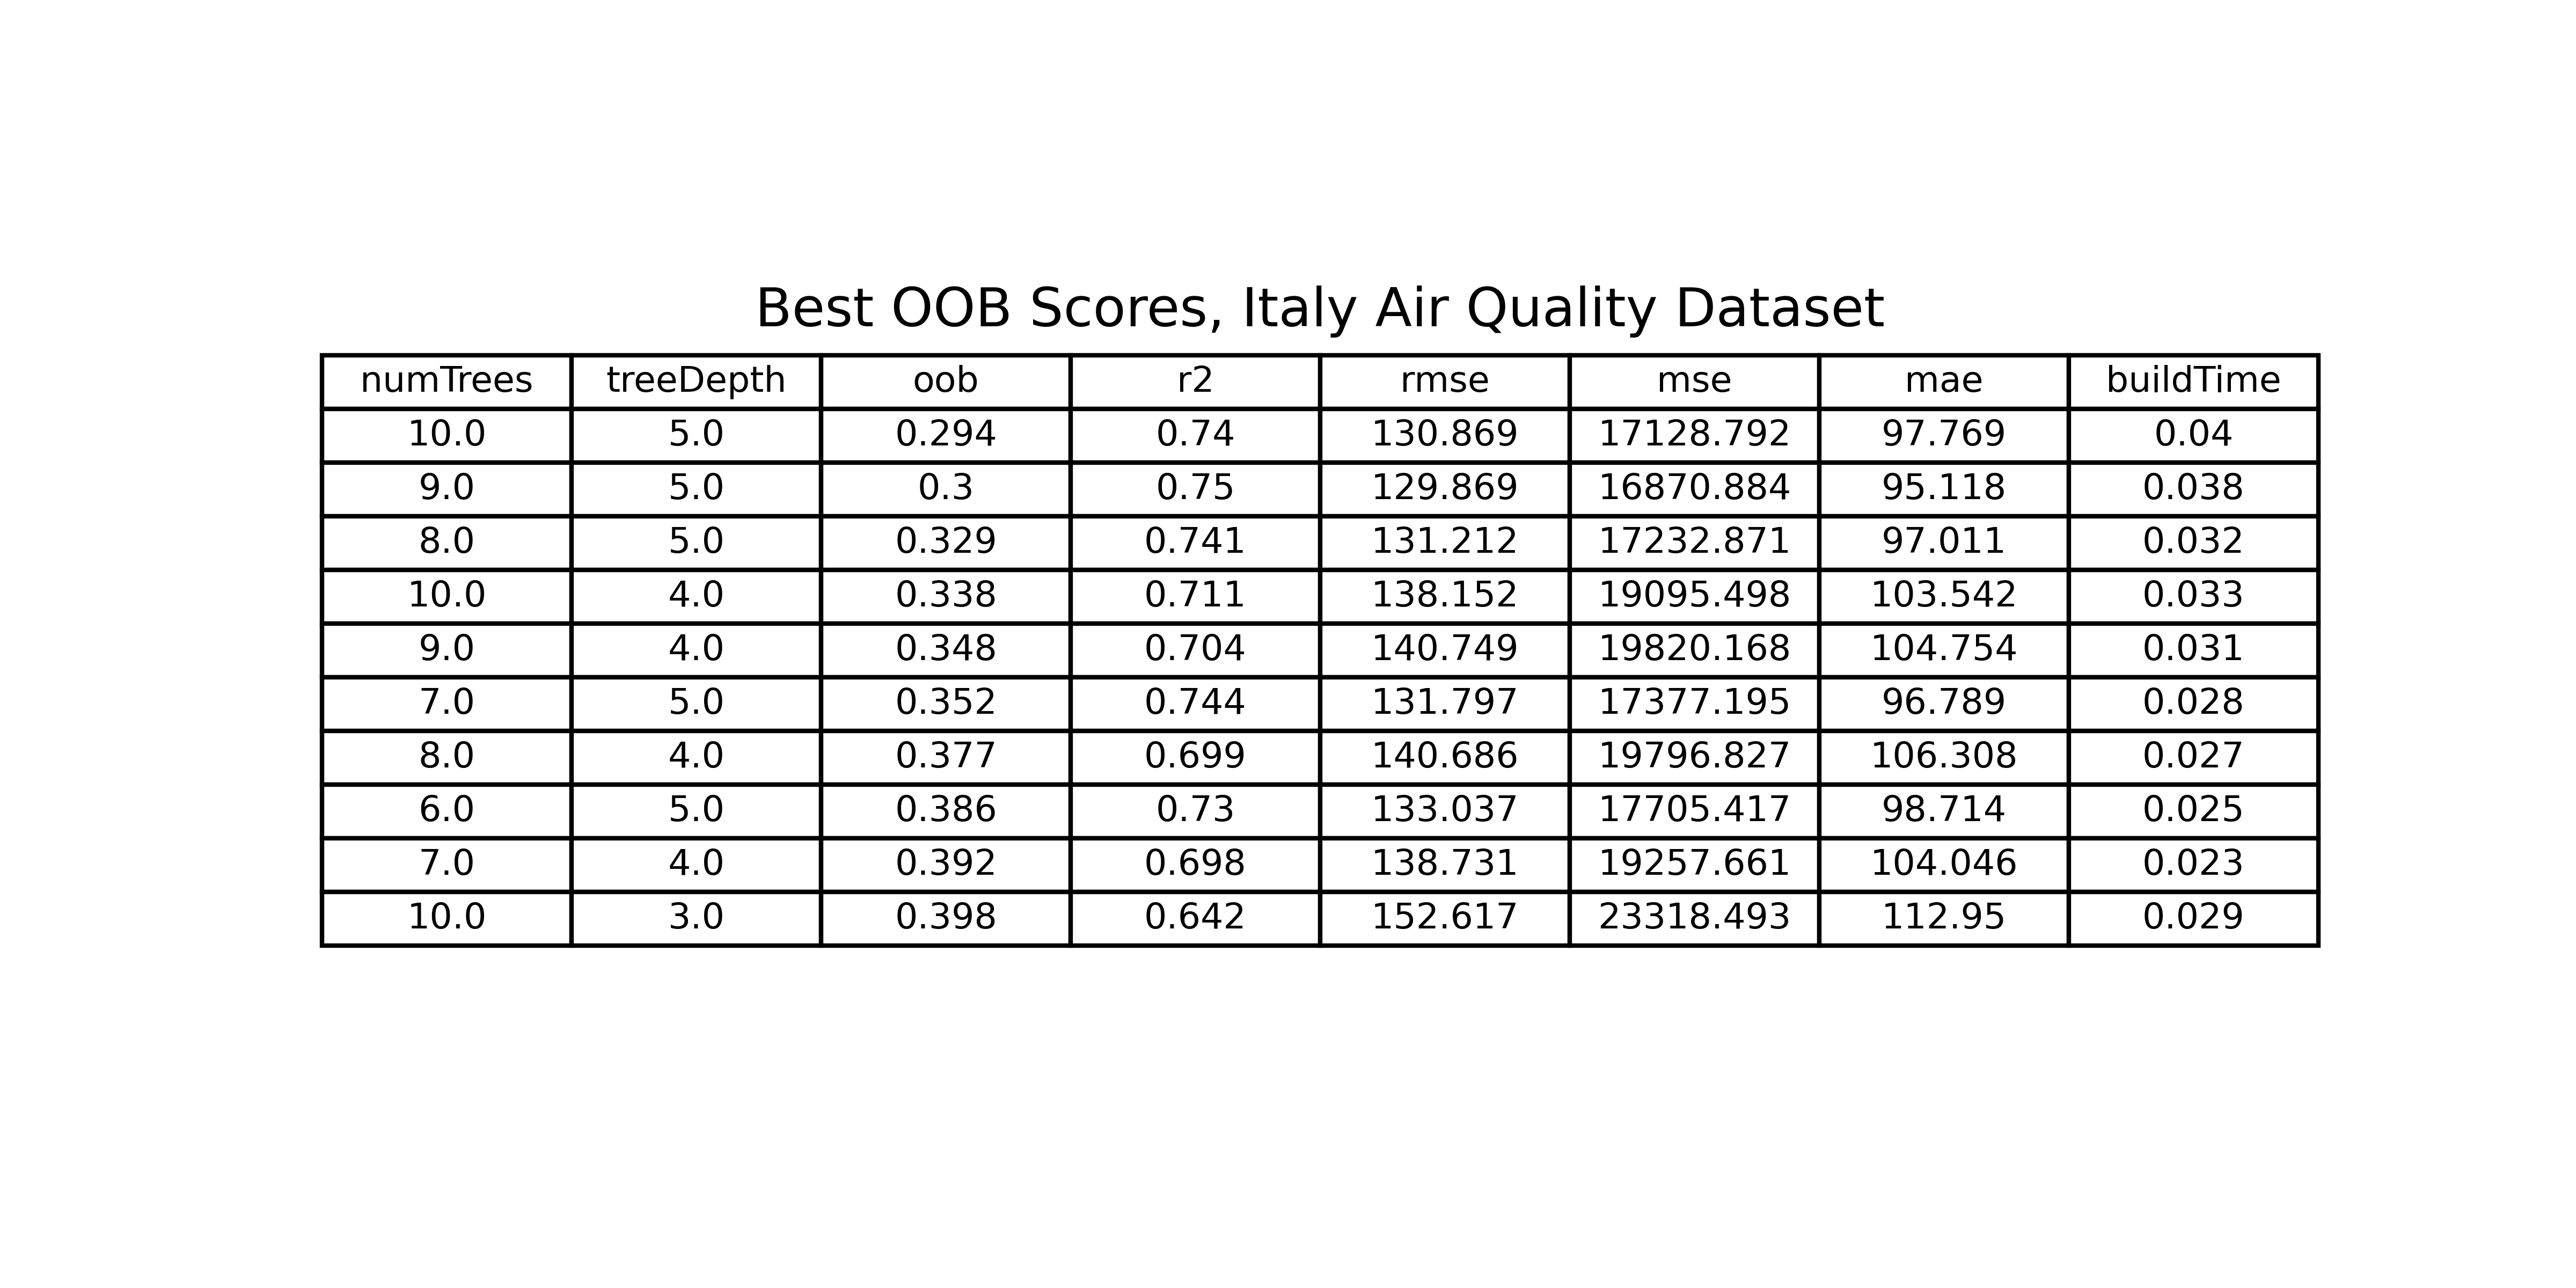 Best OOB Scores, Italy Air Quality Dataset
numTrees treeDepth oob r2 rmse mse mae buildTime
10.0 5.0 0.294 0.74 130.869 17128.792 97.769 0.04
9.0 5.0 0.3 0.75 129.869 16870.884 95.118 0.038
8.0 5.0 0.329 0.741 131.212 17232.871 97.011 0.032
10.0 4.0 0.338 0.711 138.152 19095.498 103.542 0.033
9.0 4.0 0.348 0.704 140.749 19820.168 104.754 0.031
7.0 5.0 0.352 0.744 131.797 17377.195 96.789 0.028
8.0 4.0 0.377 0.699 140.686 19796.827 106.308 0.027
6.0 5.0 0.386 0.73 133.037 17705.417 98.714 0.025
7.0 4.0 0.392 0.698 138.731 19257.661 104.046 0.023
10.0 3.0 0.398 0.642 152.617 23318.493 112.95 0.029